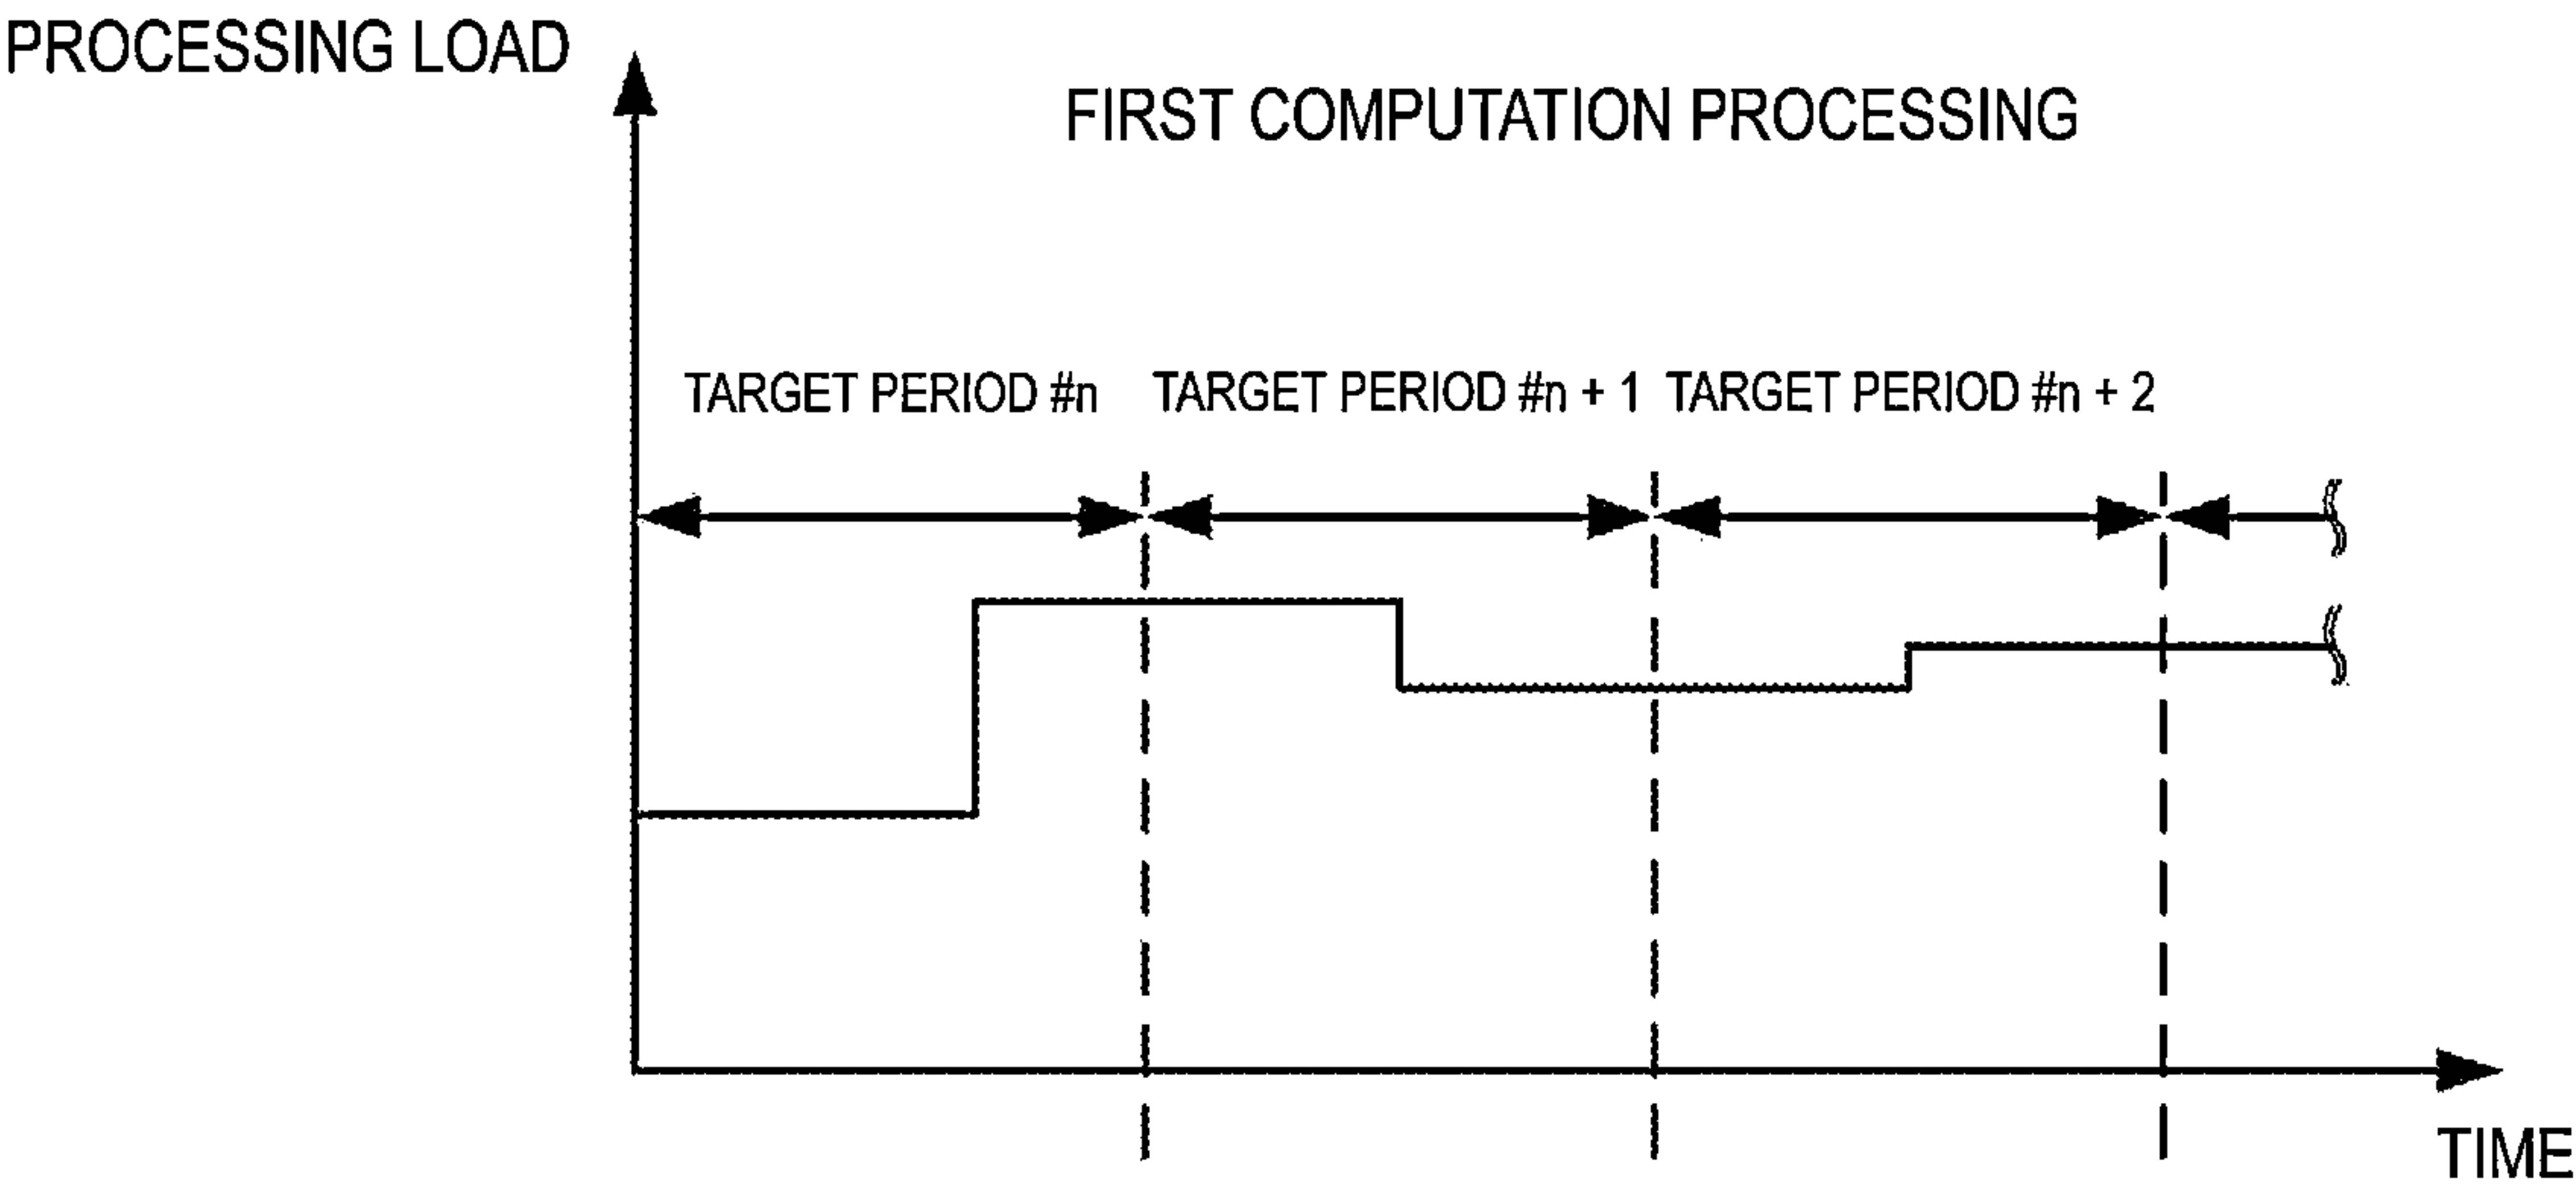 PROCESSING LOAD
FIRST COMPUTATION PROCESSING
TARGET PERIOD #n
TARGET PERIOD #n + 1
TARGET PERIOD #n + 2
TIME